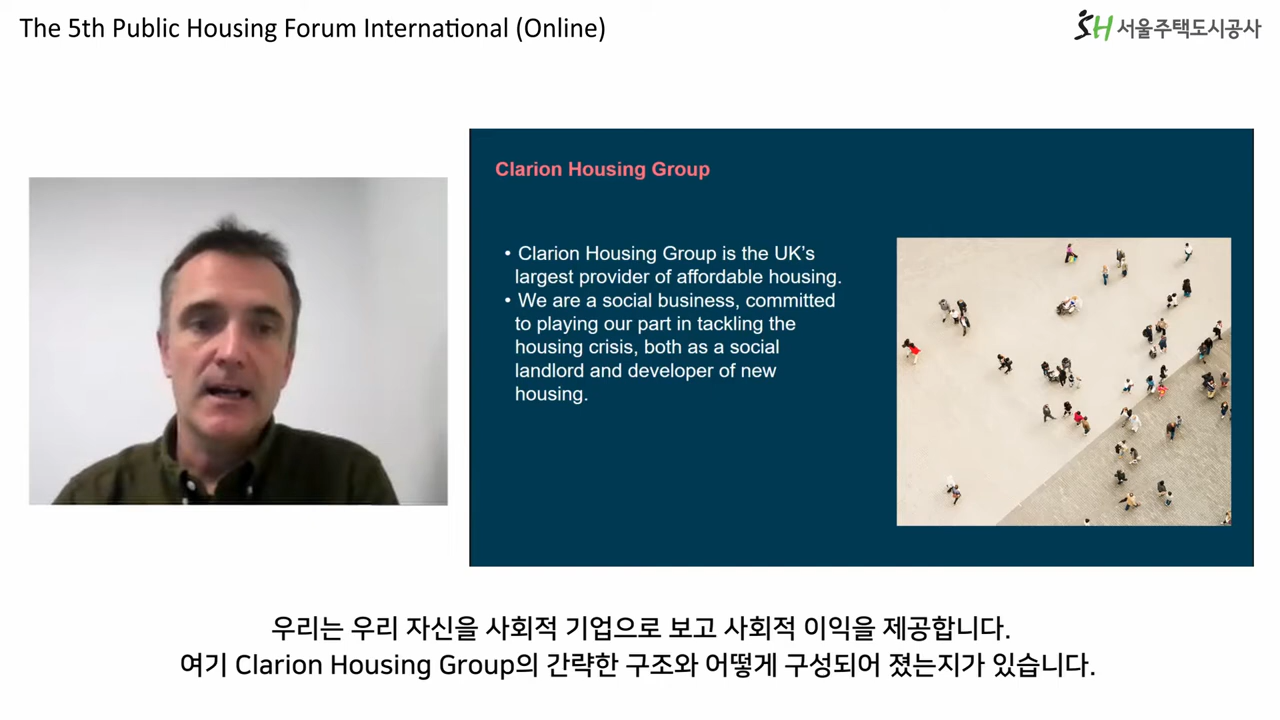 The 5th Public Housing Forum International (Online)
SH 서울주택도시공사
Clarion Housing Group
• Clarion Housing Group is the UK's
largest provider of affordable housing.
• We are a social business, committed
to playing our part in tackling the
housing crisis, both as a social
landlord and developer of new
housing.
우리는 우리 자신을 사회적 기업으로 보고 사회적 이익을 제공합니다.
여기 Clarion Housing Group의 간략한 구조와 어떻게 구성되어 졌는지가 있습니다.